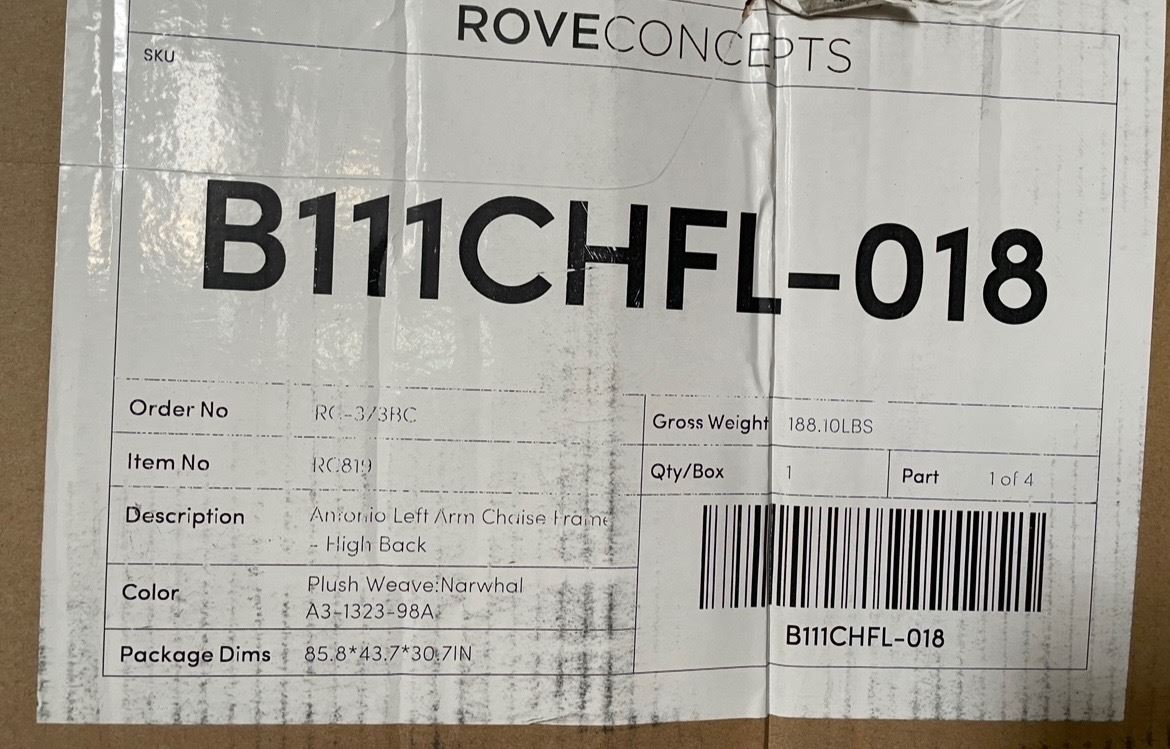 ROVECONCEPTS
SKU
B111CHFL-018
Order No
Item No RC819
Description Antonio Left Arm Chaise Frame
- High Back
Color Plush Weave:Narwhal
A3-1323-98A
Package Dims 85.8*43.7*30.7IN
Gross Weight 188.10LBS
Qty/Box 1 Part 1 of 4
B111CHFL-018